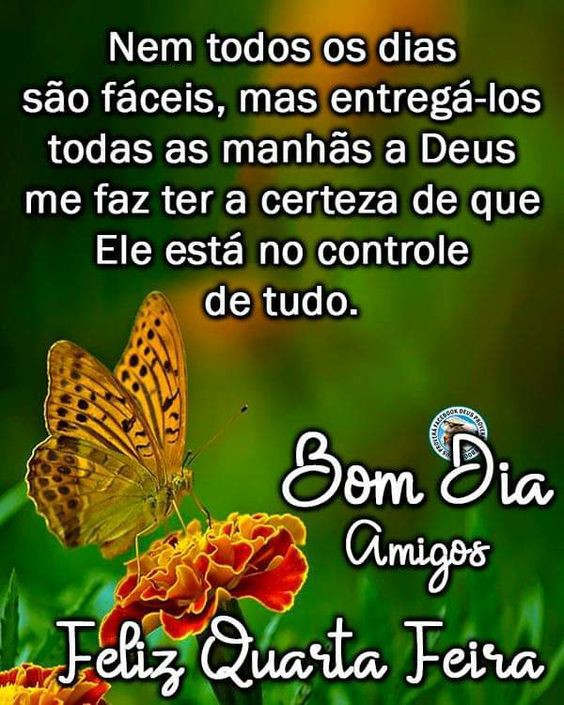 Nem todos os dias
são fáceis, mas entregá-los
todas as manhãs a Deus
me faz ter a certeza de que
Ele está no controle
de tudo.
Bom Dia
Amigos
Feliz Quarta Feira